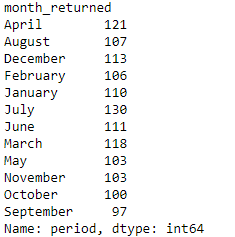 month_returned
April 121
August 107
December 113
February 106
January 110
July 130
June 111
March 118
May 103
November 103
October 100
September 97
Name: period, dtype: int64